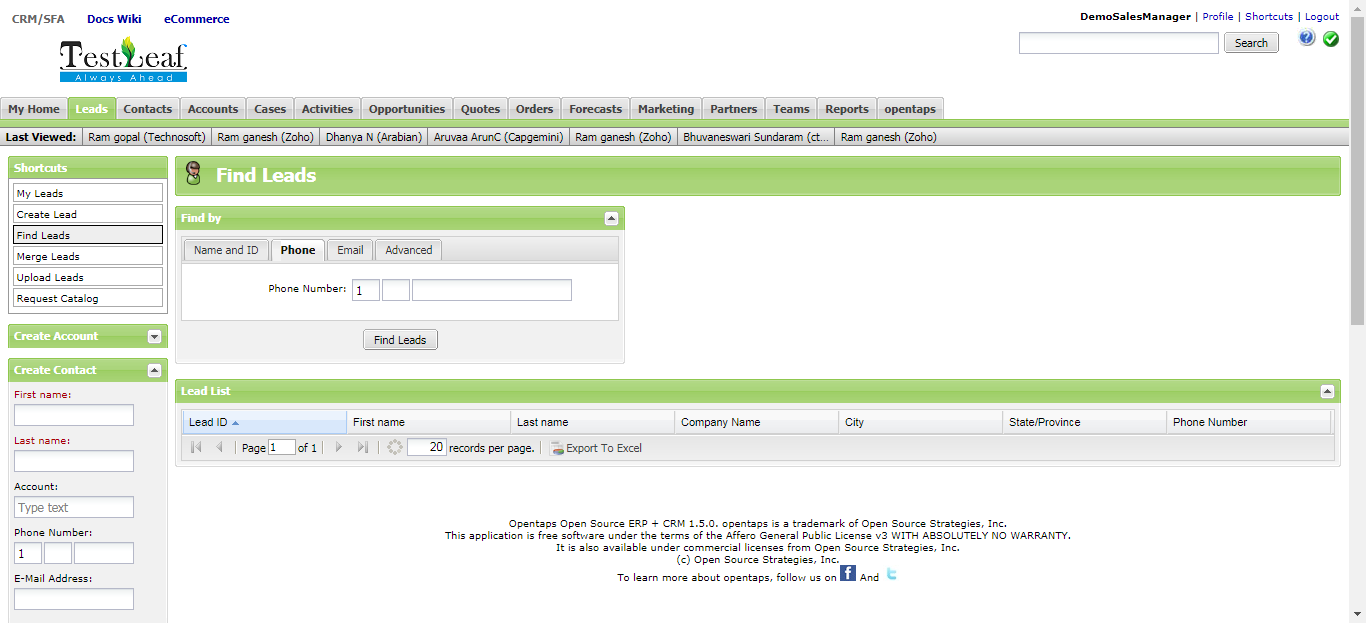 CRM/SFA Docs Wiki eCommerce
DemoSalesManager | Profile | Shortcuts | Logout
TestLeaf
Always Ahead
Search
?
My Home Leads Contacts Accounts Cases Activities Opportunities Quotes Orders Forecasts Marketing Partners Teams Reports opentaps
Last Viewed: Ram gopal (Technosoft) Ram ganesh (Zoho) Dhanya N (Arabian) Aruvaa ArunC (Capgemini) Ram ganesh (Zoho) Bhuvaneswari Sundaram (ct... Ram ganesh (Zoho)
Shortcuts
My Leads
Create Lead
Find Leads
Merge Leads
Upload Leads
Request Catalog
Create Account
Create Contact
First name:
Last name:
Account:
Type text
Phone Number:
1
E-Mail Address:
Find Leads
Find by
Name and ID Phone Email Advanced
Phone Number: 1
Find Leads
Lead List
Lead ID First name Last name Company Name City State/Province Phone Number
Page 1 of 1 20 records per page. Export To Excel
Opentaps Open Source ERP + CRM 1.5.0. opentaps is a trademark of Open Source Strategies, Inc.
This application is free software under the terms of the Affero General Public License v3 WITH ABSOLUTELY NO WARRANTY.
It is also available under commercial licenses from Open Source Strategies, Inc.
(c) Open Source Strategies, Inc.
To learn more about opentaps, follow us on f And t